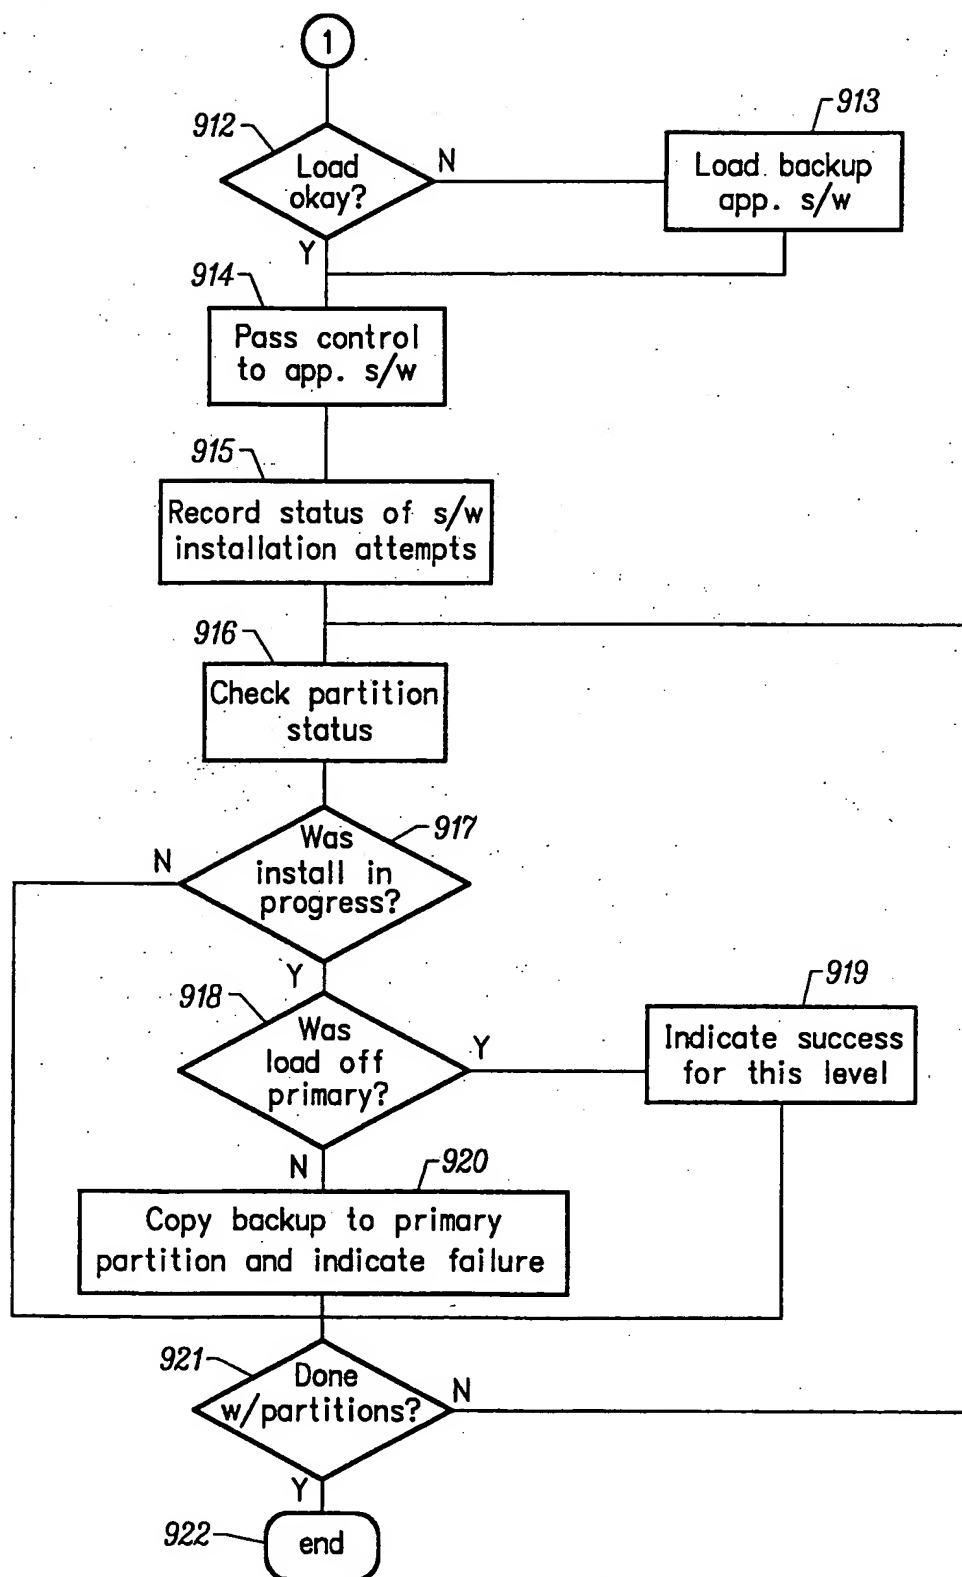 1
912
Load
okay?
N
913
Load backup
app. s/w
Y
914
Pass control
to app. s/w
915
Record status of s/w
installation attempts
916
Check partition
status
917
Was
install in
progress?
N
Y
918
Was
load off
primary?
Y
919
Indicate success
for this level
N
920
Copy backup to primary
partition and indicate failure
921
Done
w/partitions?
N
Y
922
end